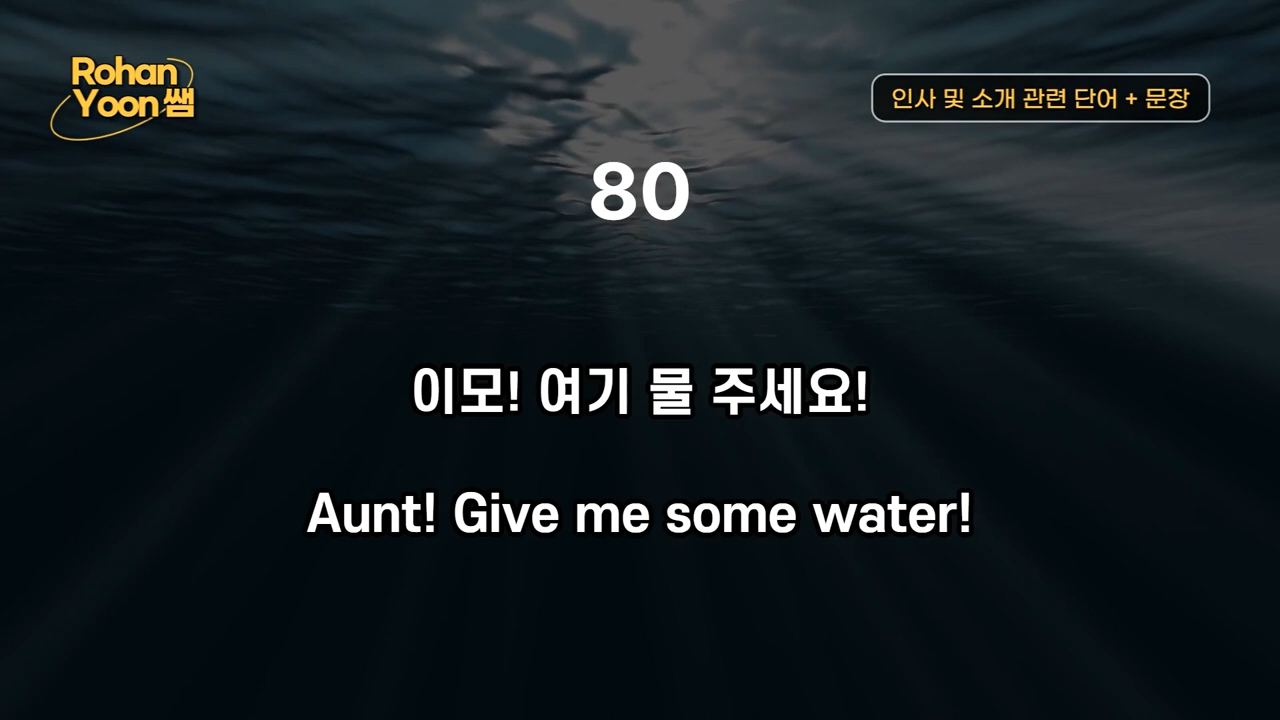 Rohan
Yoon쌤
인사 및 소개 관련 단어 + 문장
80
이모! 여기 물 주세요!
Aunt! Give me some water!